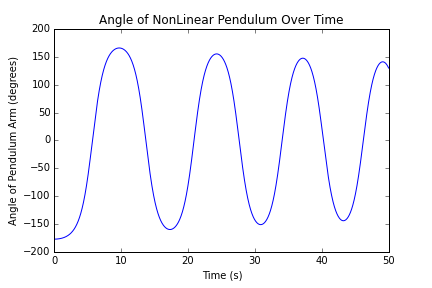 Angle of NonLinear Pendulum Over Time
200
150
100
50
0
−50
−100
−150
−200
Angle of Pendulum Arm (degrees)
0 10 20 30 40 50
Time (s)